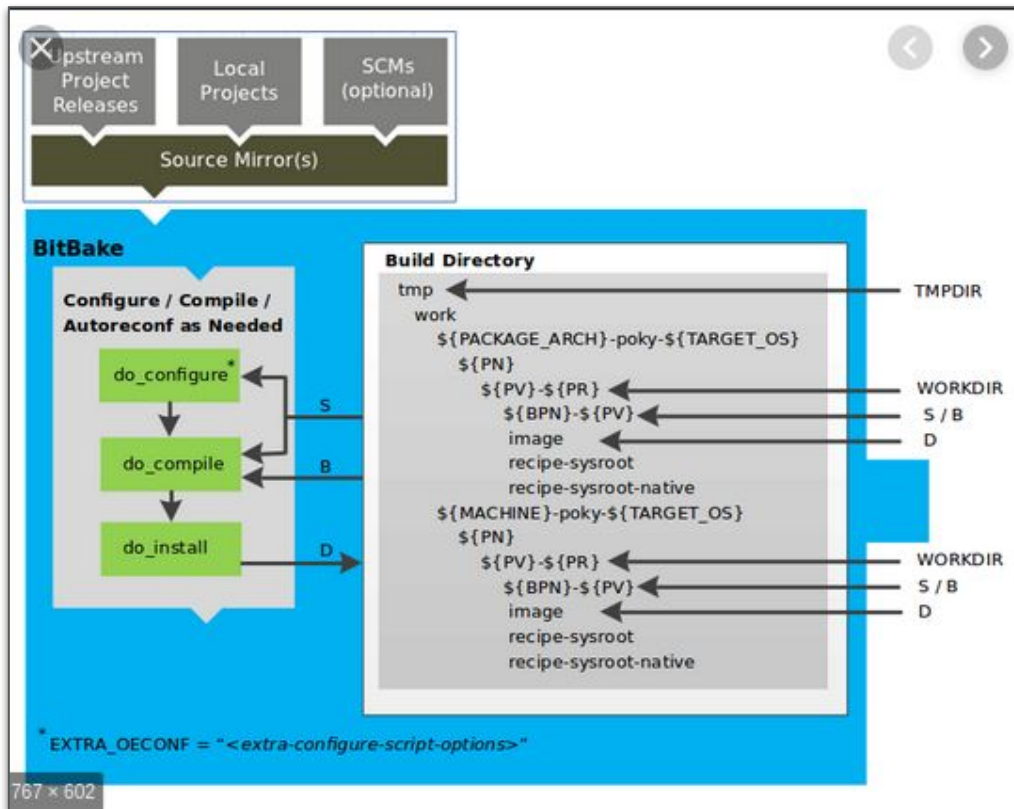 Upstream
Project
Releases
Local
Projects
SCMs
(optional)
Source Mirror(s)
BitBake
Configure / Compile /
Autoreconf as Needed
do_configure*
do_compile
do_install
S
B
D
Build Directory
tmp
work
${PACKAGE_ARCH}-poky-${TARGET_OS}
${PN}
${PV}-${PR}
${BPN}-${PV}
image
recipe-sysroot
recipe-sysroot-native
${MACHINE}-poky-${TARGET_OS}
${PN}
${PV}-${PR}
${BPN}-${PV}
image
recipe-sysroot
recipe-sysroot-native
TMPDIR
WORKDIR
S / B
D
WORKDIR
S / B
D
*EXTRA_OECONF = "<extra-configure-script-options>"
767 × 602